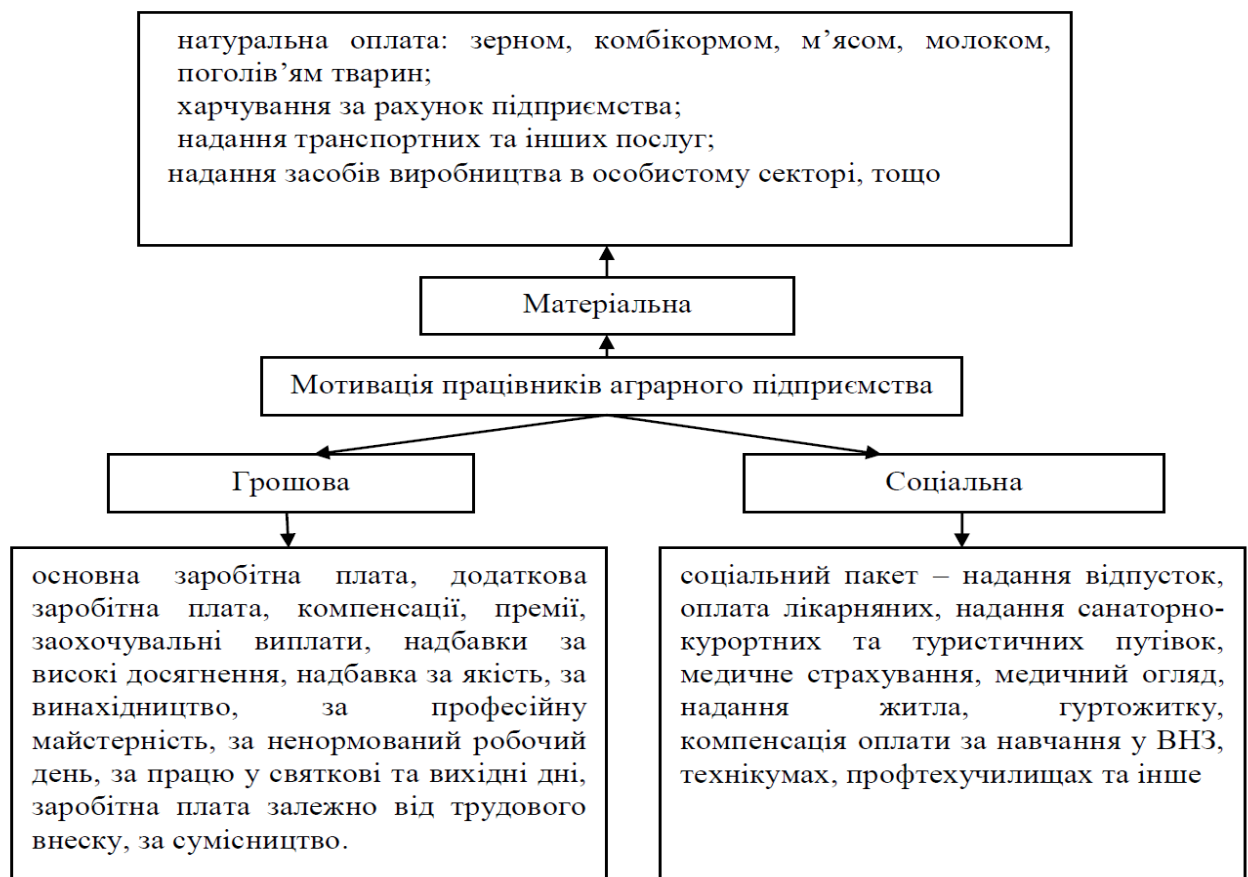 натуральна оплата: зерном, комбікормом, м’ясом, молоком,
поголів’ям тварин;
харчування за рахунок підприємства;
надання транспортних та інших послуг;
надання засобів виробництва в особистому секторі, тощо
Матеріальна
Мотивація працівників аграрного підприємства
Грошова
Соціальна
основна заробітна плата, додаткова
заробітна плата, компенсації, премії,
заохочувальні виплати, надбавки за
високі досягнення, надбавка за якість, за
винахідництво, за професійну
майстерність, за ненормований робочий
день, за працю у святкові та вихідні дні,
заробітна плата залежно від трудового
внеску, за сумісництво.
соціальний пакет – надання відпусток,
оплата лікарняних, надання санаторно-
курортних та туристичних путівок,
медичне страхування, медичний огляд,
надання житла, гуртожитку,
компенсація оплати за навчання у ВНЗ,
технікумах, профтехучилищах та інше